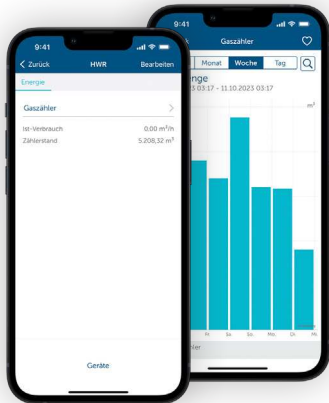 9:41
Zurück HWR Bearbeiten
Energie
Gaszähler
Ist-Verbrauch 0.00 m³/h
Zählerstand 5.208,32 m³
Geräte
9:41
Gaszähler
Monat Woche Tag
nge
03:17 - 11.10.2023 03:17
m³
Fr Sa So. Mo. Di Mi
ler